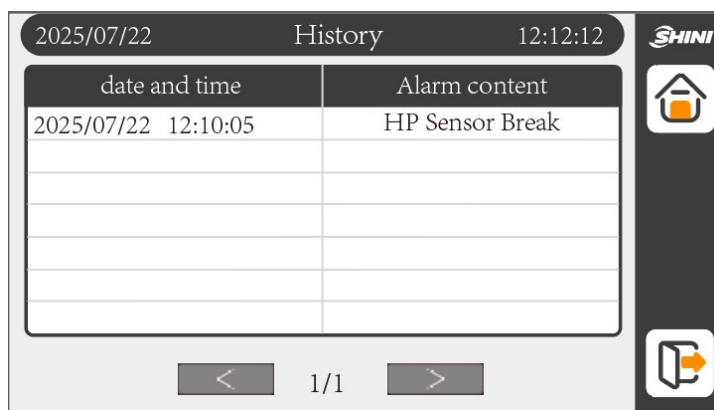 2025/07/22 History 12:12:12
SHINI
date and time Alarm content
2025/07/22 12:10:05 HP Sensor Break
< 1/1 >